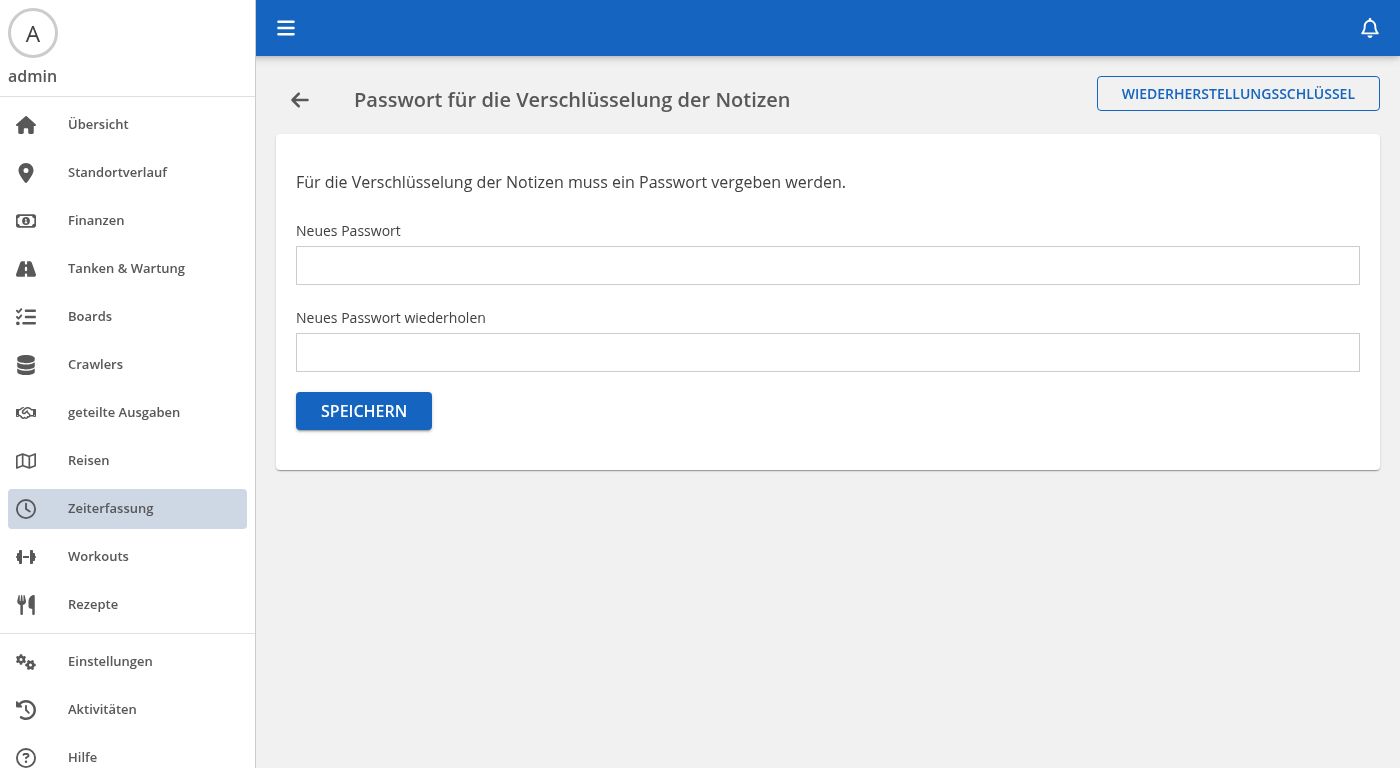 A
admin
Übersicht
Standortverlauf
Finanzen
Tanken & Wartung
Boards
Crawlers
geteilte Ausgaben
Reisen
Zeiterfassung
Workouts
Rezepte
Einstellungen
Aktivitäten
Hilfe
Passwort für die Verschlüsselung der Notizen
WIEDERHERSTELLUNGSSCHLÜSSEL
Für die Verschlüsselung der Notizen muss ein Passwort vergeben werden.
Neues Passwort
Neues Passwort wiederholen
SPEICHERN